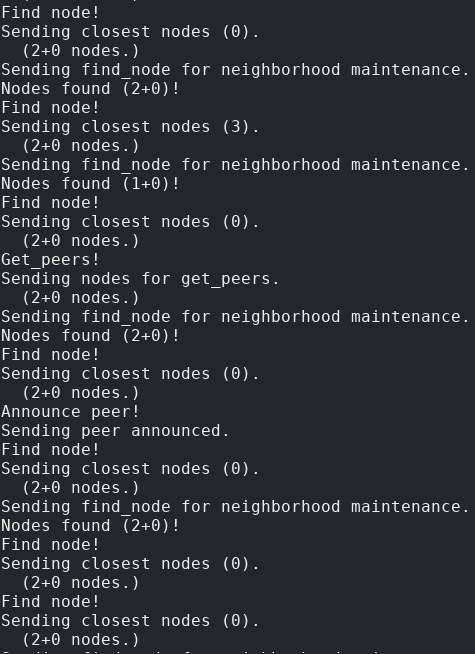 Find node!
Sending closest nodes (0).
  (2+0 nodes.)
Sending find_node for neighborhood maintenance.
Nodes found (2+0)!
Find node!
Sending closest nodes (3).
  (2+0 nodes.)
Sending find_node for neighborhood maintenance.
Nodes found (1+0)!
Find node!
Sending closest nodes (0).
  (2+0 nodes.)
Get_peers!
Sending nodes for get_peers.
  (2+0 nodes.)
Sending find_node for neighborhood maintenance.
Nodes found (2+0)!
Find node!
Sending closest nodes (0).
  (2+0 nodes.)
Announce peer!
Sending peer announced.
Find node!
Sending closest nodes (0).
  (2+0 nodes.)
Sending find_node for neighborhood maintenance.
Nodes found (2+0)!
Find node!
Sending closest nodes (0).
  (2+0 nodes.)
Find node!
Sending closest nodes (0).
  (2+0 nodes.)